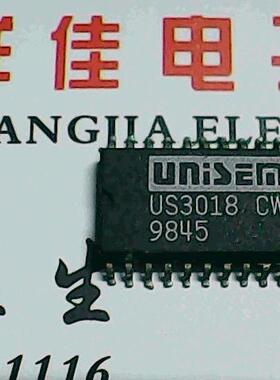 佳电
ANGJIA ELE
UNISEM
US3018 CW
9845
生
1116